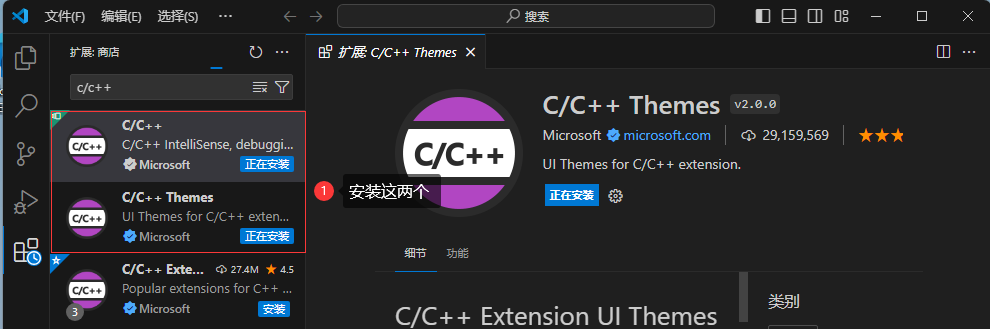 文件(F) 编辑(E) 选择(S) ··· 搜索
扩展: 商店 ···
c/c++
C/C++
C/C++ IntelliSense, debuggi...
Microsoft 正在安装
C/C++ Themes
UI Themes for C/C++ exten...
Microsoft 正在安装
C/C++ Exte... 27.4M 4.5
Popular extensions for C++ ...
Microsoft 安装
3
1 安装这两个
扩展: C/C++ Themes
C/C++
C/C++ Themes v2.0.0
Microsoft microsoft.com 29,159,569
UI Themes for C/C++ extension.
正在安装
细节 功能
C/C++ Extension UI Themes
类别